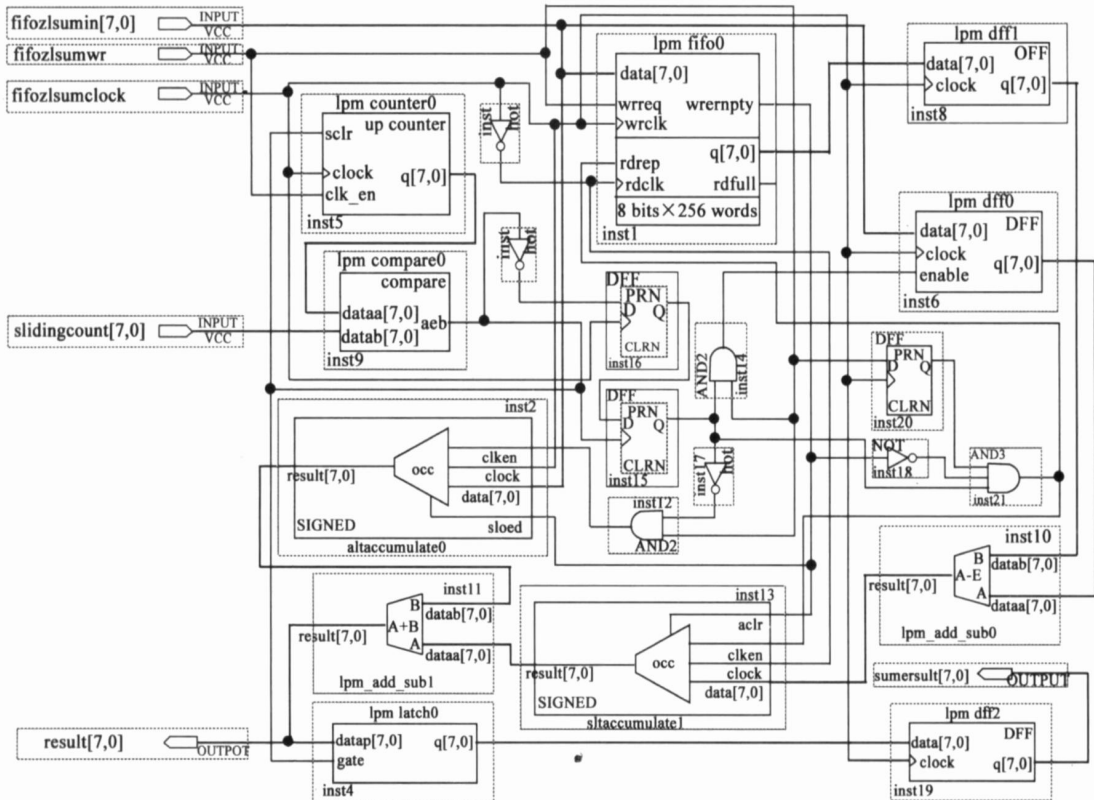 fifozlsumin[7,0]
INPUT
VCC
fifozlsumwr
INPUT
VCC
fifozlsumclock
INPUT
VCC
lpm counter0
up counter
sclr
clock
clk_en
q[7,0]
inst5
inst
not
lpm fifo0
data[7,0]
wrreq
wrclk
wrernpty
q[7,0]
rdrep
rdclk
rdfull
8 bits×256 words
inst1
lpm dff1
OFF
data[7,0]
clock
q[7,0]
inst8
lpm dff0
DFF
data[7,0]
clock
enable
q[7,0]
inst6
inst
not
lpm compare0
compare
dataa[7,0]
datab[7,0]
aeb
inst9
slidingcount[7,0]
INPUT
VCC
DFF
PRN
D
CLRN
inst16
AND2
inst14
DFF
PRN
D
Q
CLRN
inst15
DFF
PRN
D
Q
CLRN
inst20
NOT
inst18
AND3
inst21
inst17
not
inst12
AND2
inst2
result[7,0]
occ
clken
clock
data[7,0]
sloed
SIGNED
altaccumulate0
inst10
result[7,0]
A-E
B
datab[7,0]
A
dataa[7,0]
lpm_add_sub0
inst11
result[7,0]
A+B
B
datab[7,0]
A
dataa[7,0]
lpm_add_sub1
inst13
aclr
occ
clken
clock
data[7,0]
result[7,0]
SIGNED
sltaccumulate1
sumersult[7,0]
OUTPUT
result[7,0]
OUTPOT
lpm latch0
datap[7,0]
q[7,0]
gate
inst4
lpm dff2
DFF
data[7,0]
clock
q[7,0]
inst19